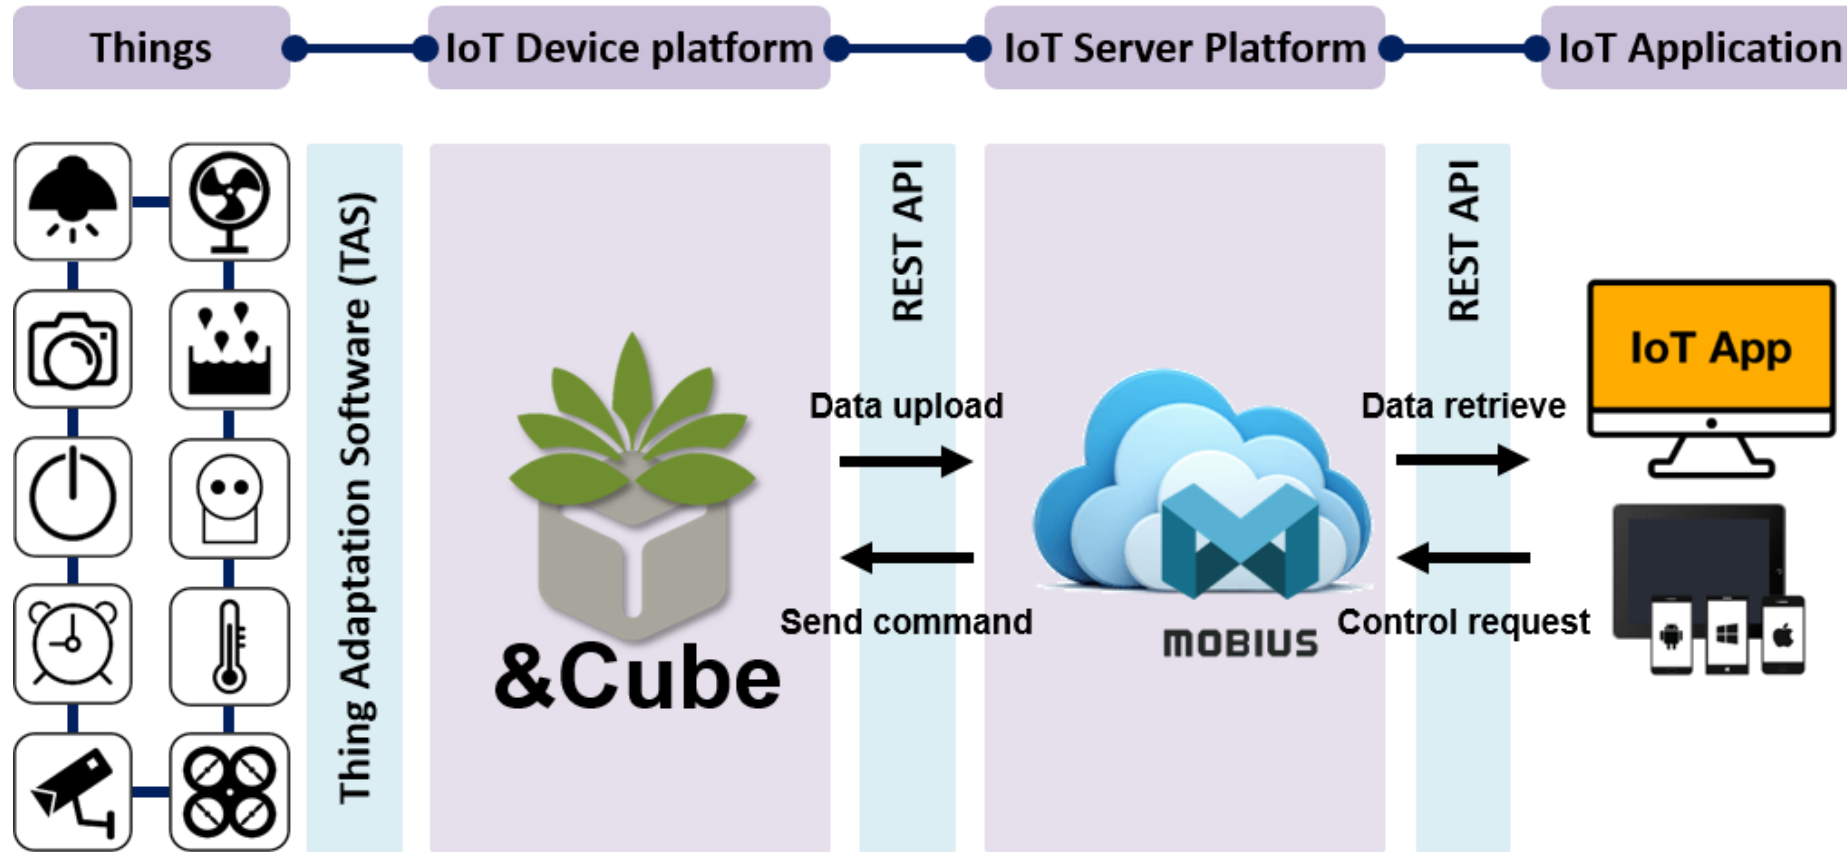 Things
IoT Device platform
IoT Server Platform
IoT Application
Thing Adaptation Software (TAS)
&Cube
REST API
Data upload
Send command
MOBIUS
REST API
Data retrieve
Control request
IoT App